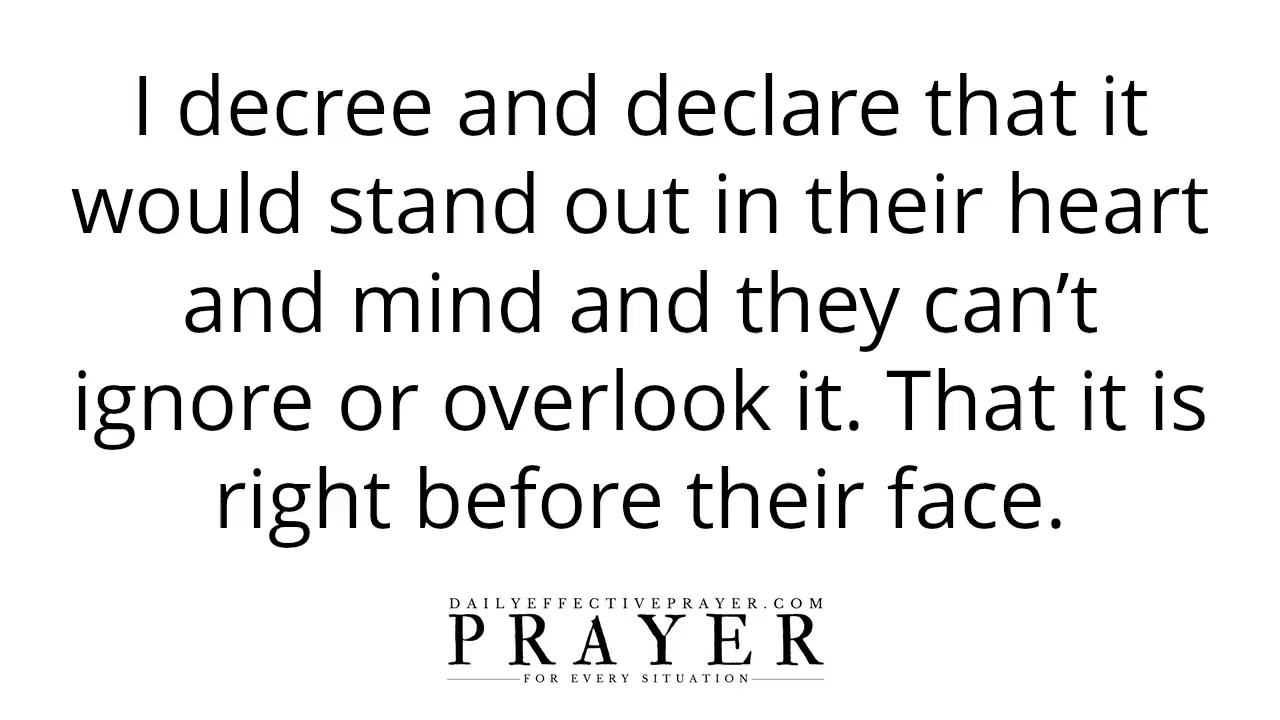 I decree and declare that it
would stand out in their heart
and mind and they can’t
ignore or overlook it. That it is
right before their face.
DAILYEFFECTIVEPRAYER.COM
PRAYER
FOR EVERY SITUATION